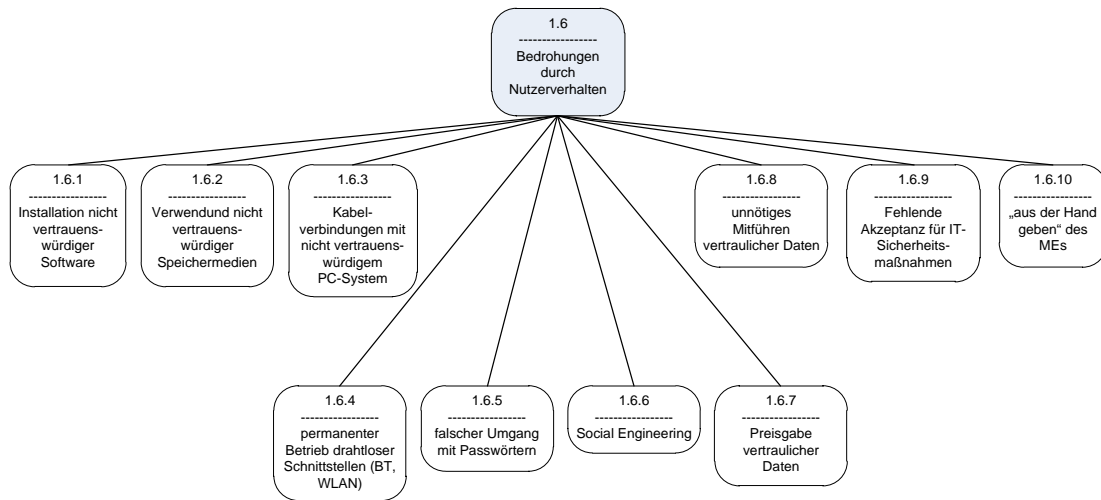 1.6
-----------------
Bedrohungen
durch
Nutzerverhalten
1.6.1
-----------------
Installation nicht
vertrauens-
würdiger
Software
1.6.2
-----------------
Verwendund nicht
vertrauens-
würdiger
Speichermedien
1.6.3
-----------------
Kabel-
verbindungen mit
nicht vertrauens-
würdigem
PC-System
1.6.8
-----------------
unnötiges
Mitführen
vertraulicher Daten
1.6.9
-----------------
Fehlende
Akzeptanz für IT-
Sicherheits-
maßnahmen
1.6.10
-----------------
„aus der Hand
geben“ des
MEs
1.6.4
-----------------
permanenter
Betrieb drahtloser
Schnittstellen (BT,
WLAN)
1.6.5
-----------------
falscher Umgang
mit Passwörtern
1.6.6
-----------------
Social Engineering
1.6.7
-----------------
Preisgabe
vertraulicher
Daten